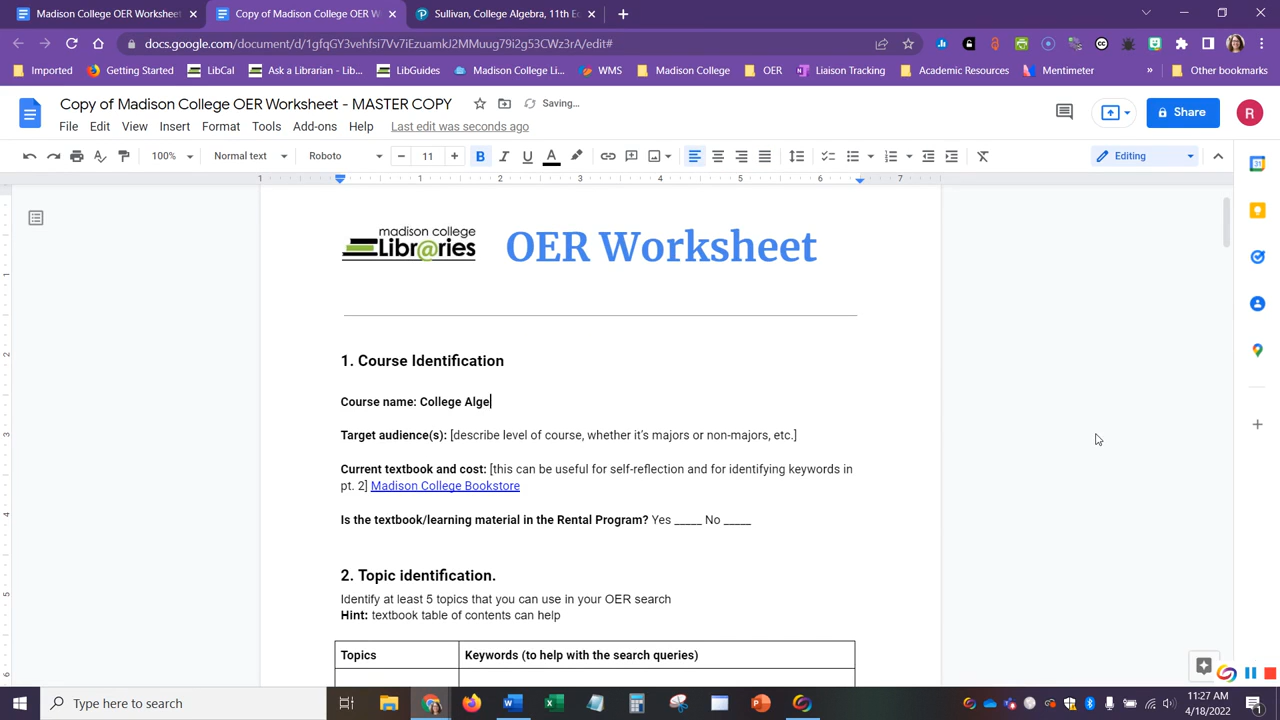 Madison College OER Worksheet
Copy of Madison College OER W
Sullivan, College Algebra, 11th Ed
docs.google.com/document/d/1gfqGY3vehfsi7Vv7iEzuamkJ2MMuug79i2g53CWz3rA/edit#
Imported Getting Started LibCal Ask a Librarian - Lib... LibGuides Madison College Li... WMS Madison College OER Liaison Tracking Academic Resources Mentimeter » Other bookmarks
Copy of Madison College OER Worksheet - MASTER COPY Saving...
File Edit View Insert Format Tools Add-ons Help Last edit was seconds ago
Share R
100% Normal text Roboto 11 B I U A Editing
1 1 2 3 4 5 6 7
madison college
Libr@ries
OER Worksheet
1. Course Identification
Course name: College Alge
Target audience(s): [describe level of course, whether it's majors or non-majors, etc.]
Current textbook and cost: [this can be useful for self-reflection and for identifying keywords in
pt. 2] Madison College Bookstore
Is the textbook/learning material in the Rental Program? Yes _____ No _____
2. Topic identification.
Identify at least 5 topics that you can use in your OER search
Hint: textbook table of contents can help
Topics Keywords (to help with the search queries)
Type here to search
11:27 AM
4/18/2022